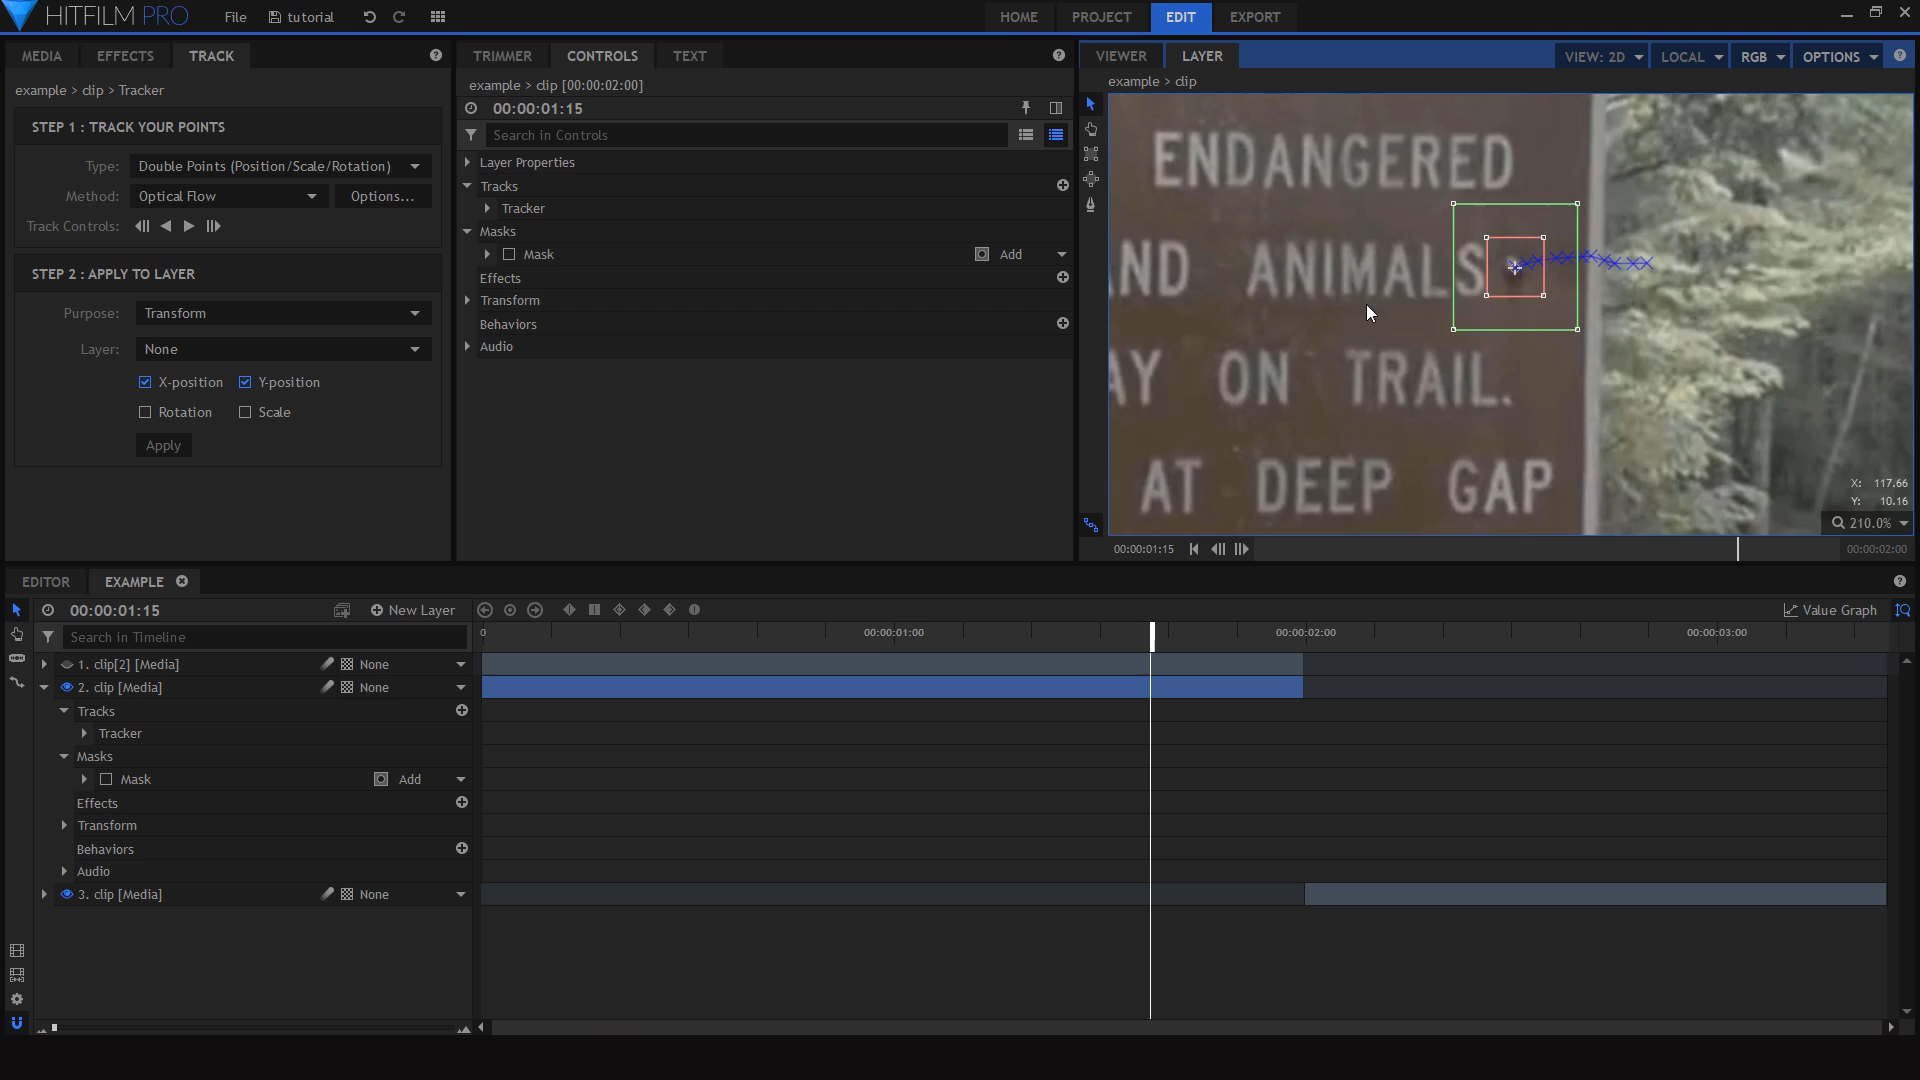 HITFILM PRO
File
tutorial
HOME
PROJECT
EDIT
EXPORT
MEDIA
EFFECTS
TRACK
example > clip > Tracker
STEP 1 : TRACK YOUR POINTS
Type: Double Points (Position/Scale/Rotation)
Method: Optical Flow
Options...
Track Controls:
STEP 2 : APPLY TO LAYER
Purpose: Transform
Layer: None
X-position
Y-position
Rotation
Scale
Apply
TRIMMER
CONTROLS
TEXT
example > clip [00:00:02:00]
00:00:01:15
Search in Controls
Layer Properties
Tracks
Tracker
Masks
Mask
Add
Effects
Transform
Behaviors
Audio
VIEWER
LAYER
VIEW: 2D
LOCAL
RGB
OPTIONS
example > clip
ENDANGERED
ND ANIMALS
AY ON TRAIL.
AT DEEP GAP
X: 117.66
Y: 10.16
210.0%
00:00:01:15
00:00:02:00
EDITOR
EXAMPLE
00:00:01:15
New Layer
Value Graph
Search in Timeline
0
00:00:01:00
00:00:02:00
00:00:03:00
1. clip[2] [Media]
None
2. clip [Media]
None
Tracks
Tracker
Masks
Mask
Add
Effects
Transform
Behaviors
Audio
3. clip [Media]
None